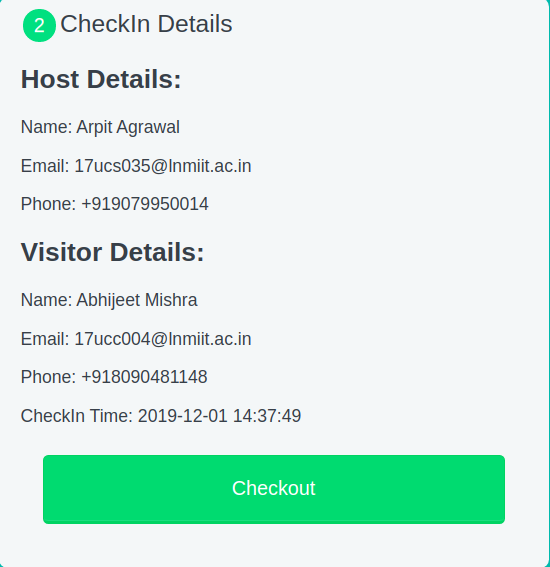 2 CheckIn Details
Host Details:
Name: Arpit Agrawal
Email: 17ucs035@lnmiit.ac.in
Phone: +919079950014
Visitor Details:
Name: Abhijeet Mishra
Email: 17ucc004@lnmiit.ac.in
Phone: +918090481148
CheckIn Time: 2019-12-01 14:37:49
Checkout